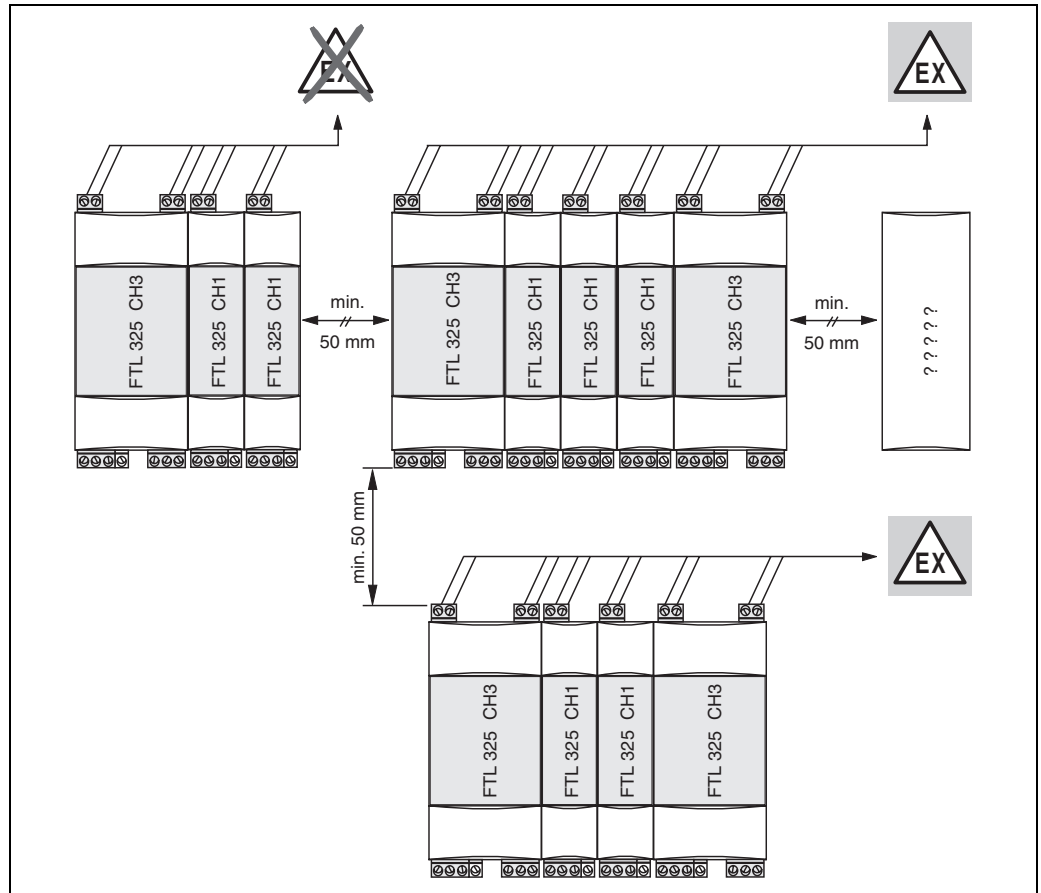 EX
EX
FTL 325 CH3
FTL 325 CH1
FTL 325 CH1
min.
50 mm
FTL 325 CH3
FTL 325 CH1
FTL 325 CH1
FTL 325 CH1
FTL 325 CH3
min.
50 mm
? ? ? ? ?
min. 50 mm
EX
FTL 325 CH3
FTL 325 CH1
FTL 325 CH1
FTL 325 CH3